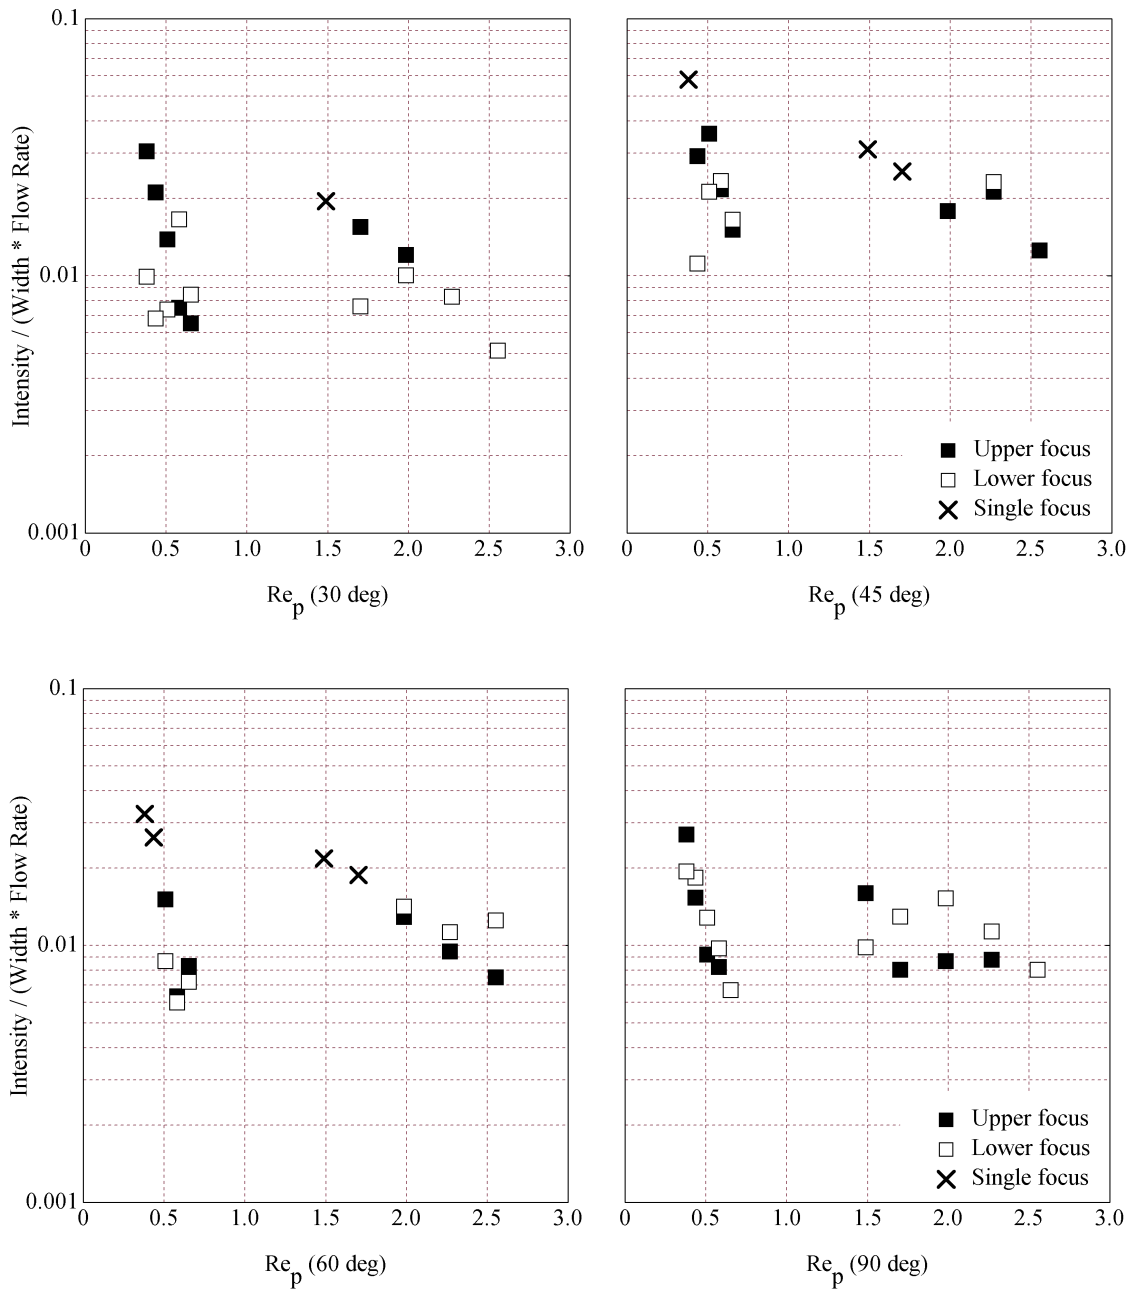 0.1
0.01
0.001
Intensity / (Width * Flow Rate)
0 0.5 1.0 1.5 2.0 2.5 3.0
Re_p (30 deg)
Upper focus
Lower focus
Single focus
0 0.5 1.0 1.5 2.0 2.5 3.0
Re_p (45 deg)
0.1
0.01
0.001
Intensity / (Width * Flow Rate)
0 0.5 1.0 1.5 2.0 2.5 3.0
Re_p (60 deg)
Upper focus
Lower focus
Single focus
0 0.5 1.0 1.5 2.0 2.5 3.0
Re_p (90 deg)